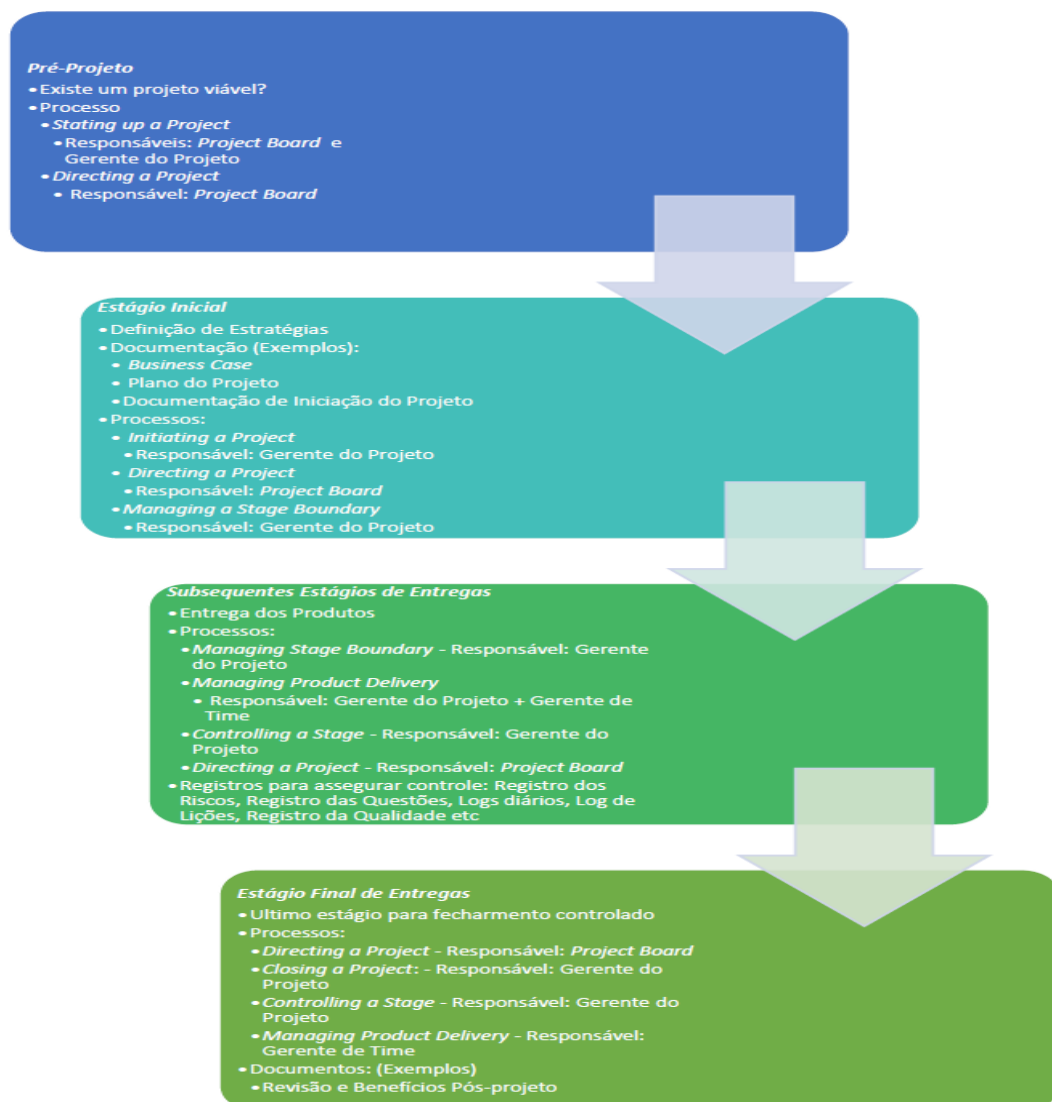 Pré-Projeto
•Existe um projeto viável?
•Processo
•Stating up a Project
•Responsáveis: Project Board e
Gerente do Projeto
•Directing a Project
• Responsável: Project Board
Estágio Inicial
•Definição de Estratégias
•Documentação (Exemplos):
• Business Case
• Plano do Projeto
•Documentação de Iniciação do Projeto
•Processos:
• Initiating a Project
•Responsável: Gerente do Projeto
• Directing a Project
•Responsável: Project Board
•Managing a Stage Boundary
•Responsável: Gerente do Projeto
Subsequentes Estágios de Entregas
•Entrega dos Produtos
•Processos:
•Managing Stage Boundary - Responsável: Gerente
do Projeto
•Managing Product Delivery
• Responsável: Gerente do Projeto + Gerente de
Time
•Controlling a Stage - Responsável: Gerente do
Projeto
•Directing a Project - Responsável: Project Board
•Registros para assegurar controle: Registro dos
Riscos, Registro das Questões, Logs diários, Log de
Lições, Registro da Qualidade etc
Estágio Final de Entregas
•Ultimo estágio para fecharmento controlado
•Processos:
•Directing a Project - Responsável: Project Board
•Closing a Project: - Responsável: Gerente do
Projeto
•Controlling a Stage - Responsável: Gerente do
Projeto
•Managing Product Delivery - Responsável:
Gerente de Time
•Documentos: (Exemplos)
•Revisão e Benefícios Pós-projeto